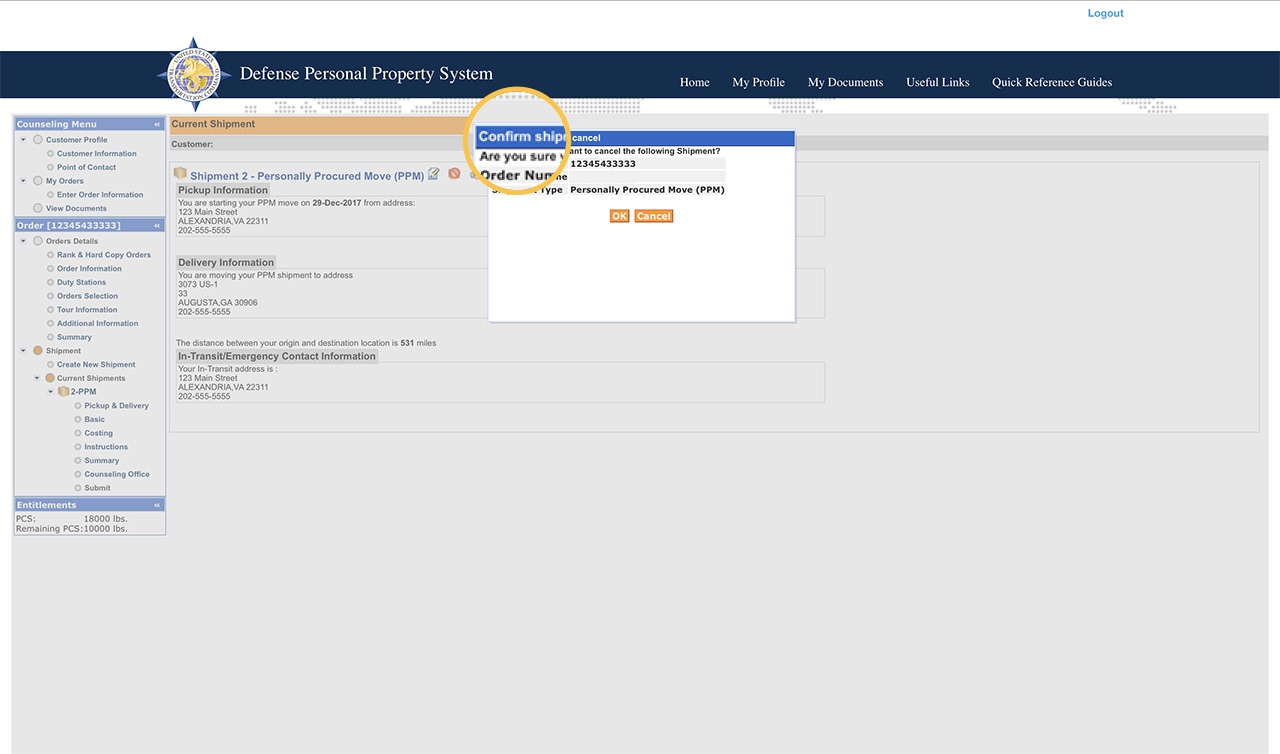 Logout
UNITED STATES
TRANSPORTATION COMMAND
Defense Personal Property System
Home
My Profile
My Documents
Useful Links
Quick Reference Guides
Counseling Menu «
Customer Profile
Customer Information
Point of Contact
My Orders
Enter Order Information
View Documents
Order [12345433333] «
Orders Details
Rank & Hard Copy Orders
Order Information
Duty Stations
Orders Selection
Tour Information
Additional Information
Summary
Shipment
Create New Shipment
Current Shipments
2-PPM
Pickup & Delivery
Basic
Costing
Instructions
Summary
Counseling Office
Submit
Entitlements «
PCS: 18000 lbs.
Remaining PCS:10000 lbs.
Current Shipment
Customer:
Shipment 2 - Personally Procured Move (PPM)
Pickup Information
You are starting your PPM move on 29-Dec-2017 from address:
123 Main Street
ALEXANDRIA,VA 22311
202-555-5555
Delivery Information
You are moving your PPM shipment to address
3073 US-1
33
AUGUSTA,GA 30906
202-555-5555
The distance between your origin and destination location is 531 miles
In-Transit/Emergency Contact Information
Your In-Transit address is :
123 Main Street
ALEXANDRIA,VA 22311
202-555-5555
Confirm ship cancel
Are you sure ant to cancel the following Shipment?
Order Num 12345433333
me
Type Personally Procured Move (PPM)
OK Cancel